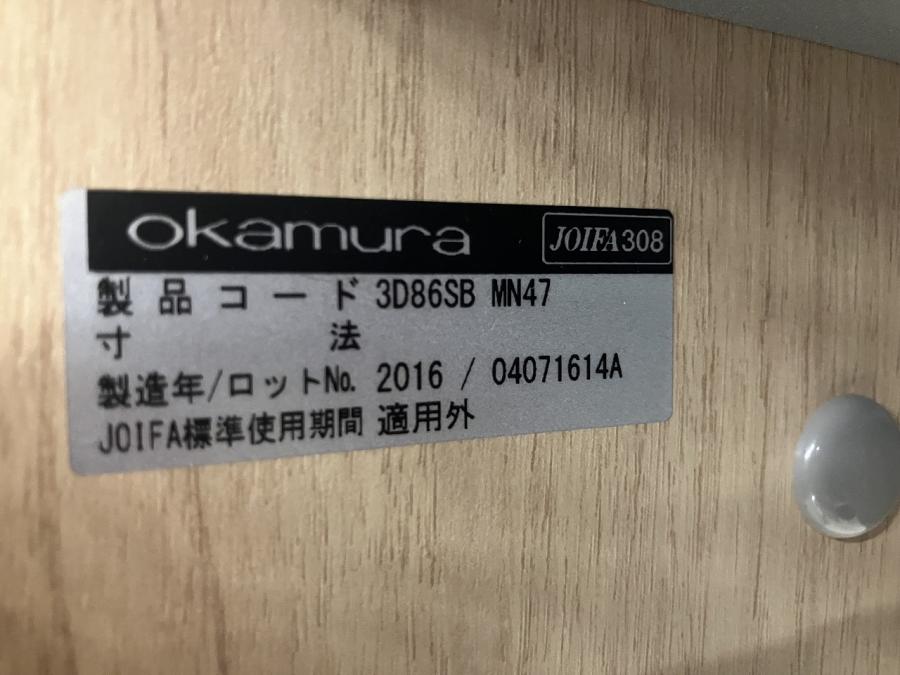 okamura JOIFA308
製品コード 3D86SB MN47
寸法
製造年/ロットNo. 2016 / 04071614A
JOIFA標準使用期間 適用外